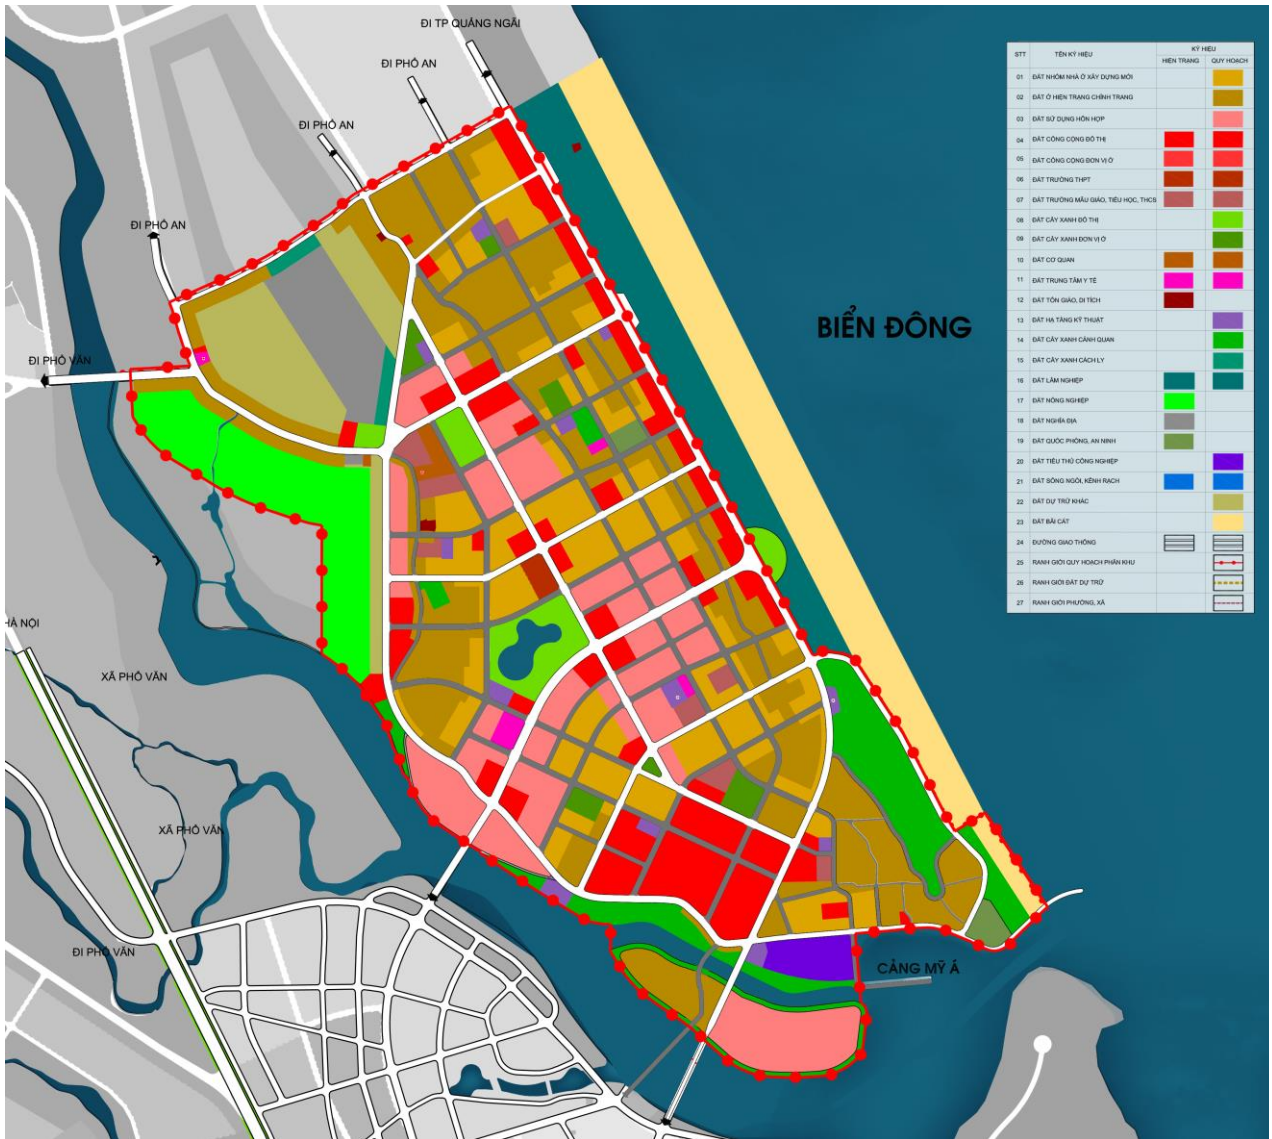 ĐI TP QUẢNG NGÃI
ĐI PHỔ AN
ĐI PHỔ AN
ĐI PHỔ AN
ĐI PHỔ VĂN
BIỂN ĐÔNG
HÀ NỘI
XÃ PHỔ VĂN
XÃ PHỔ VĂN
ĐI PHỔ VĂN
CẢNG MỸ Á
STT TÊN KÝ HIỆU KÝ HIỆU
HIỆN TRẠNG QUY HOẠCH
01 ĐẤT NHÓM NHÀ Ở XÂY DỰNG MỚI
02 ĐẤT Ở HIỆN TRẠNG CHỈNH TRANG
03 ĐẤT SỬ DỤNG HỖN HỢP
04 ĐẤT CÔNG CỘNG ĐÔ THỊ
05 ĐẤT CÔNG CỘNG ĐƠN VỊ Ở
06 ĐẤT TRƯỜNG THPT
07 ĐẤT TRƯỜNG MẪU GIÁO, TIỂU HỌC, THCS
08 ĐẤT CÂY XANH ĐÔ THỊ
09 ĐẤT CÂY XANH ĐƠN VỊ Ở
10 ĐẤT CƠ QUAN
11 ĐẤT TRUNG TÂM Y TẾ
12 ĐẤT TÔN GIÁO, DI TÍCH
13 ĐẤT HẠ TẦNG KỸ THUẬT
14 ĐẤT CÂY XANH CẢNH QUAN
15 ĐẤT CÂY XANH CÁCH LY
16 ĐẤT LÂM NGHIỆP
17 ĐẤT NÔNG NGHIỆP
18 ĐẤT NGHĨA ĐỊA
19 ĐẤT QUỐC PHÒNG, AN NINH
20 ĐẤT TIỂU THỦ CÔNG NGHIỆP
21 ĐẤT SÔNG NGÒI, KÊNH RẠCH
22 ĐẤT DỰ TRỮ KHÁC
23 ĐẤT BÃI CÁT
24 ĐƯỜNG GIAO THÔNG
25 RANH GIỚI QUY HOẠCH PHÂN KHU
26 RANH GIỚI ĐẤT DỰ TRỮ
27 RANH GIỚI PHƯỜNG, XÃ